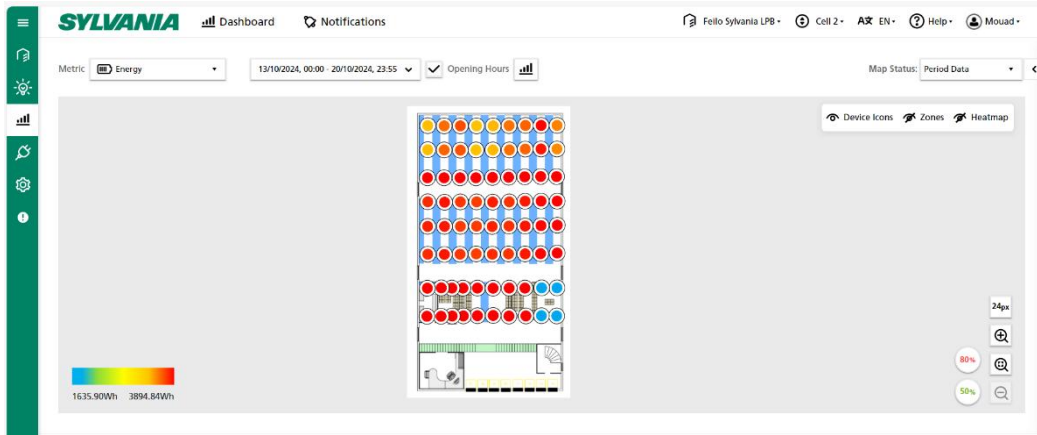 SYLVANIA Dashboard Notifications Feilo Sylvania LPB Cell 2 EN Help Mouad
Metric Energy 13/10/2024, 00:00 - 20/10/2024, 23:55 Opening Hours Map Status: Period Data
Device Icons Zones Heatmap
24px
80%
50%
1635.90Wh 3894.84Wh